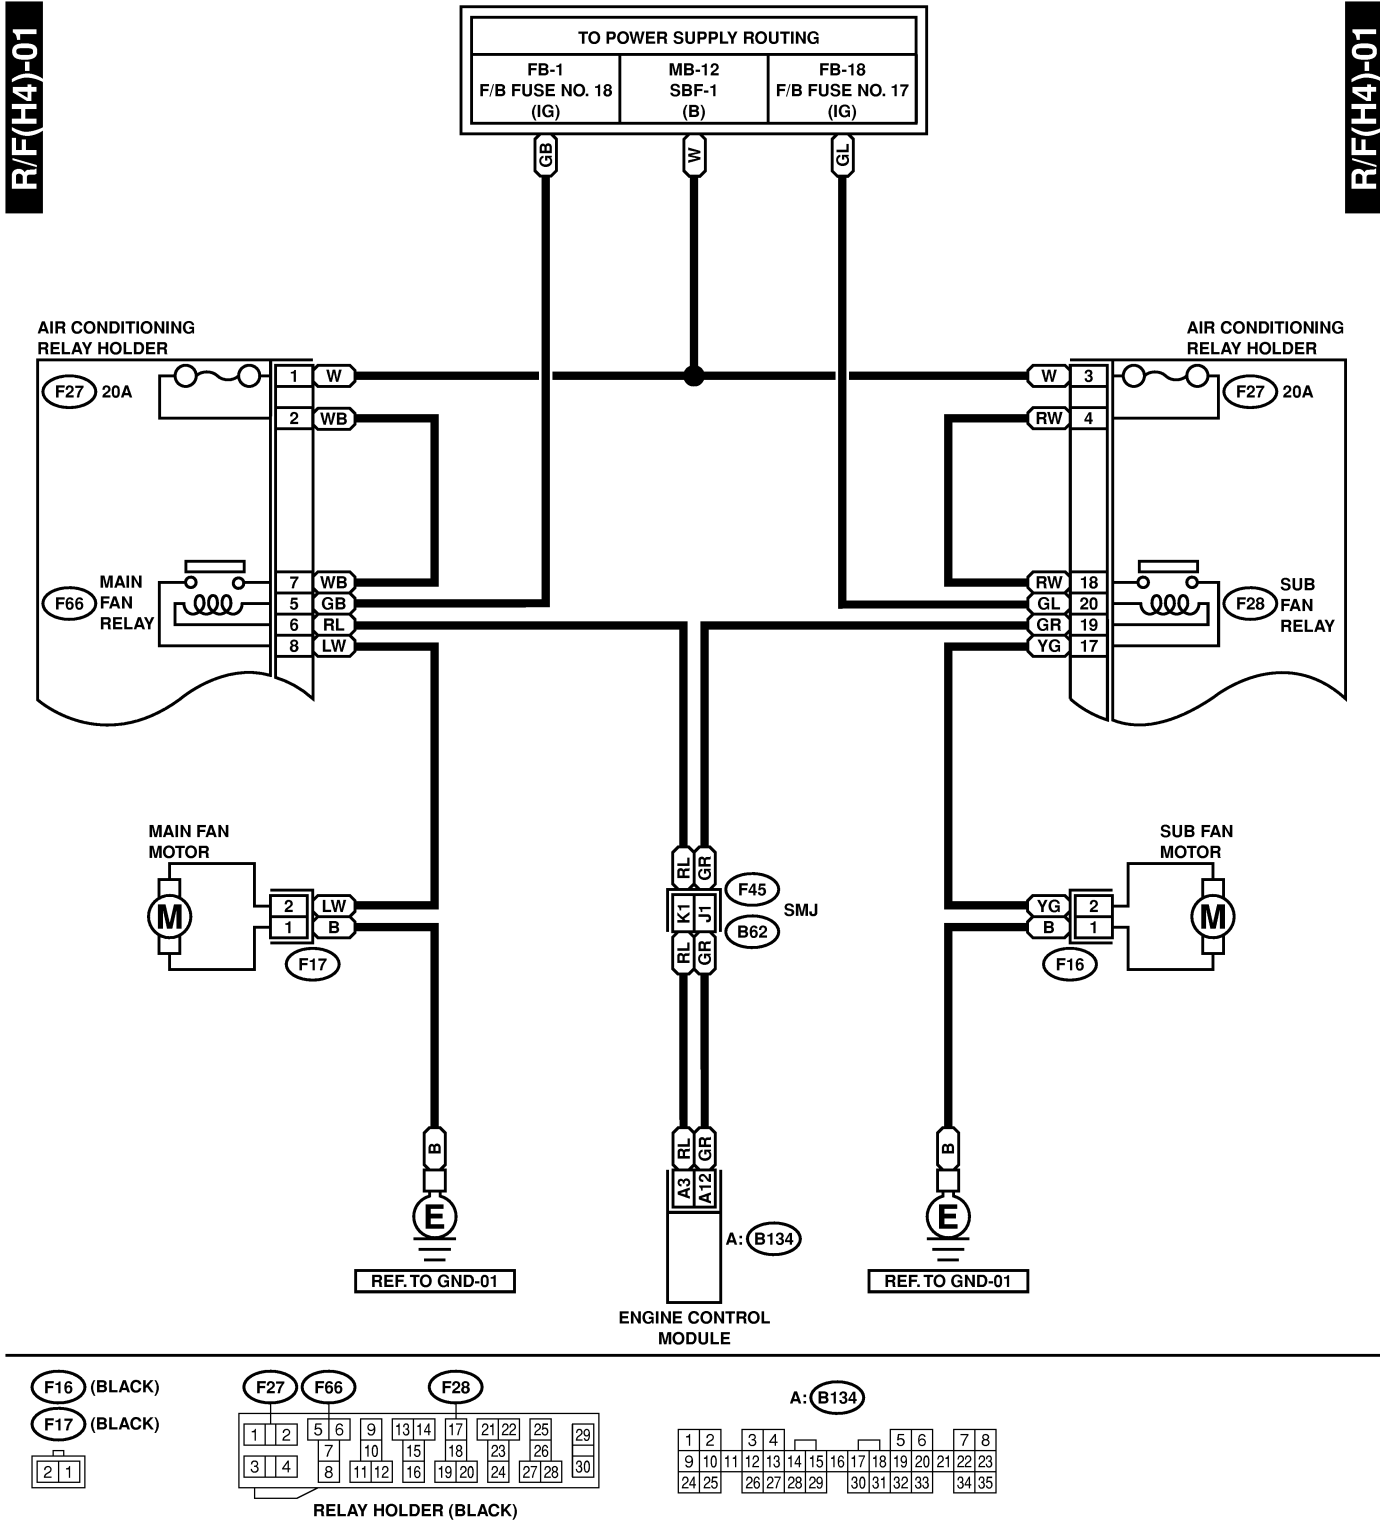 R/F(H4)-01
R/F(H4)-01
TO POWER SUPPLY ROUTING
FB-1
F/B FUSE NO. 18
(IG)
MB-12
SBF-1
(B)
FB-18
F/B FUSE NO. 17
(IG)
GB
W
GL
AIR CONDITIONING
RELAY HOLDER
AIR CONDITIONING
RELAY HOLDER
F27 20A
1 W
2 WB
W 3
RW 4
F27 20A
F66
MAIN
FAN
RELAY
7 WB
5 GB
6 RL
8 LW
RW 18
GL 20
GR 19
YG 17
F28
SUB
FAN
RELAY
MAIN FAN
MOTOR
M
2 LW
1 B
F17
RL GR
K1 J1
RL GR
F45
B62
SMJ
SUB FAN
MOTOR
YG 2
B 1
M
F16
B
E
REF. TO GND-01
RL GR
A3 A12
A: B134
ENGINE CONTROL
MODULE
B
E
REF. TO GND-01
F16 (BLACK)
F17 (BLACK)
2 1
F27 F66 F28
1 2 5 6 9 13 14 17 21 22 25 29
7 10 15 18 23 26
3 4 8 11 12 16 19 20 24 27 28 30
RELAY HOLDER (BLACK)
A: B134
1 2 3 4 5 6 7 8
9 10 11 12 13 14 15 16 17 18 19 20 21 22 23
24 25 26 27 28 29 30 31 32 33 34 35